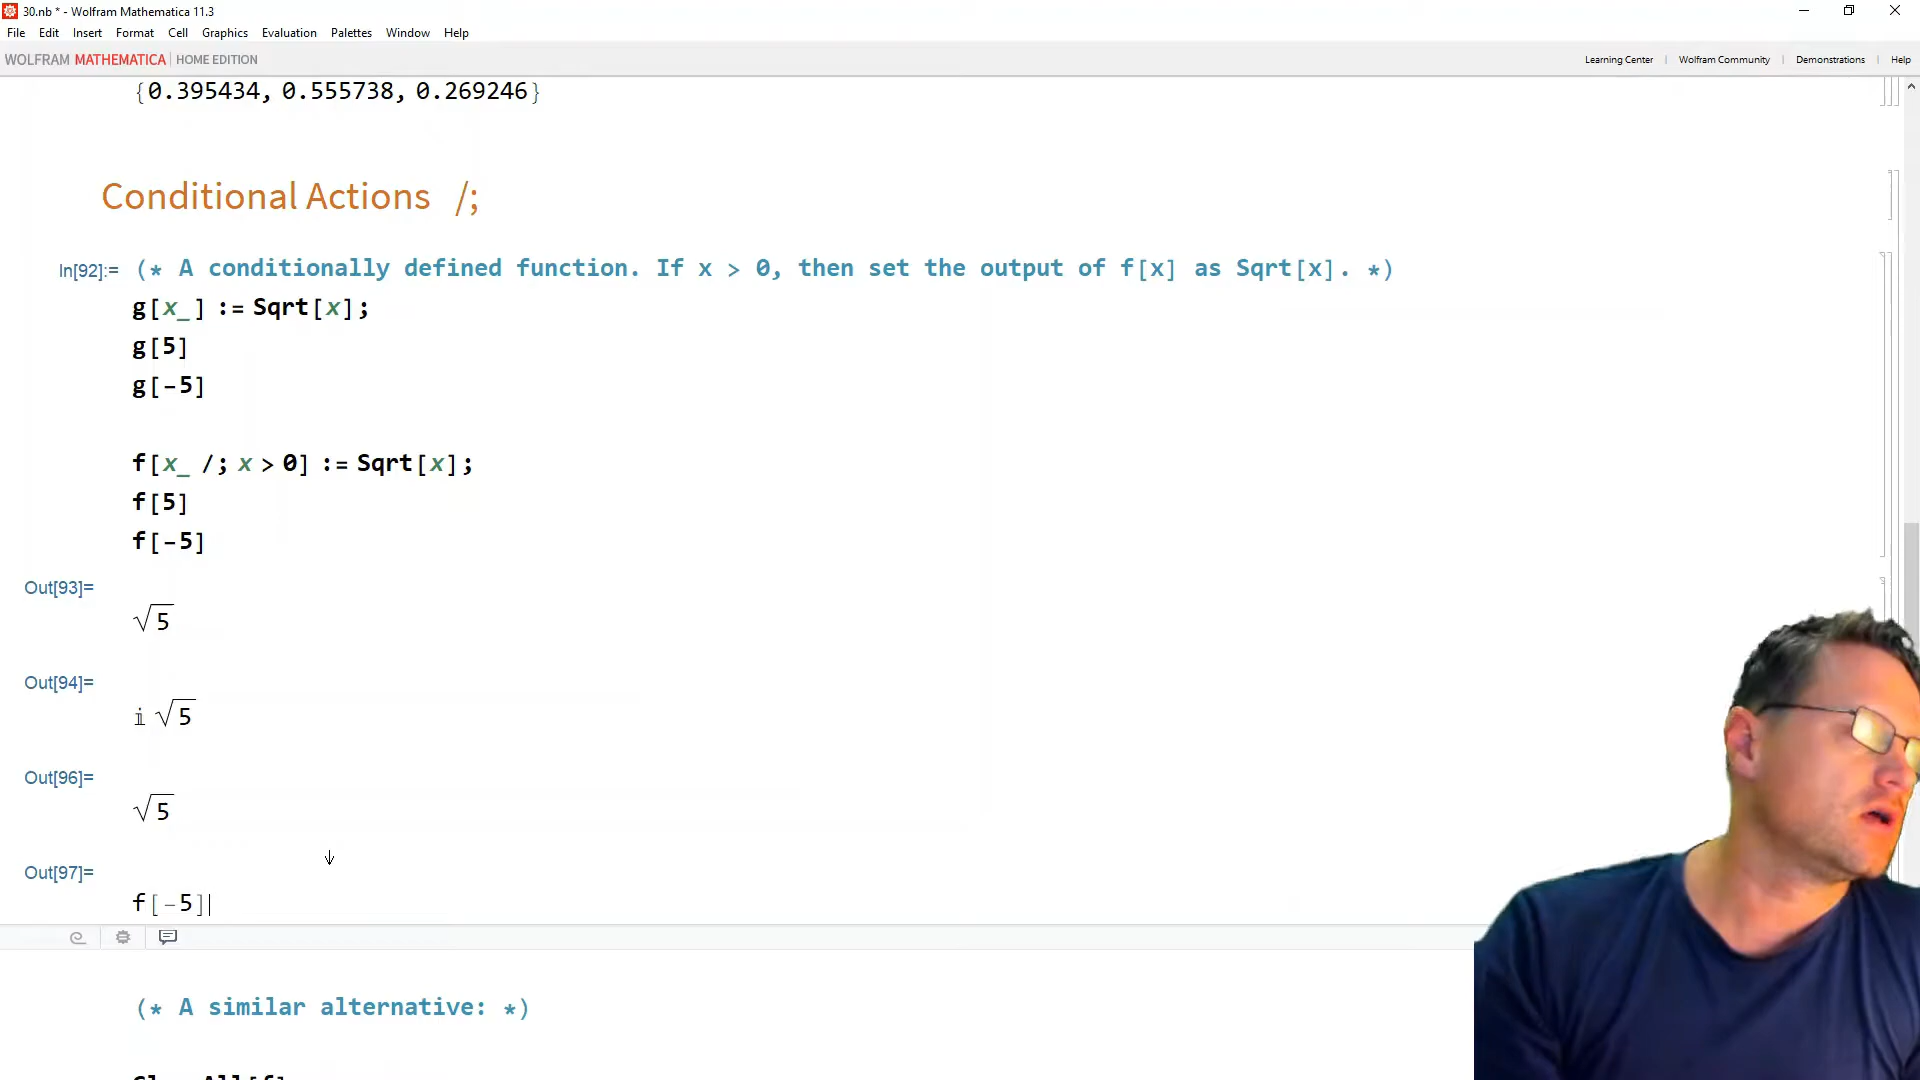 30.nb * - Wolfram Mathematica 11.3
File Edit Insert Format Cell Graphics Evaluation Palettes Window Help
WOLFRAM MATHEMATICA | HOME EDITION
Learning Center | Wolfram Community | Demonstrations | Help
{0.395434, 0.555738, 0.269246}
Conditional Actions /;
In[92]:= (* A conditionally defined function. If x > 0, then set the output of f[x] as Sqrt[x]. *)
g[x_] := Sqrt[x];
g[5]
g[-5]
f[x_ /; x > 0] := Sqrt[x];
f[5]
f[-5]
Out[93]=
√5
Out[94]=
ⅈ √5
Out[96]=
√5
Out[97]=
f[-5]
(* A similar alternative: *)